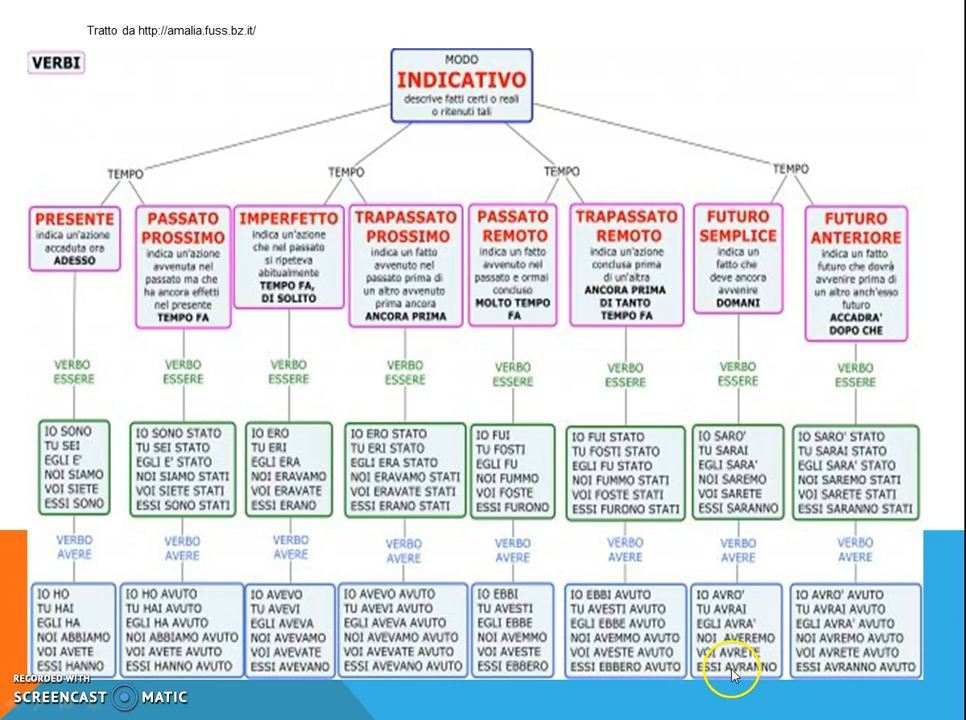 Tratto da http://amalia.fuss.bz.it/
VERBI
MODO
INDICATIVO
descrive fatti certi o reali
o ritenuti tali
TEMPO
TEMPO
TEMPO
TEMPO
PRESENTE
indica un'azione
accaduta ora
ADESSO
PASSATO
PROSSIMO
indica un'azione
avvenuta nel
passato ma che
ha ancora effetti
nel presente
TEMPO FA
IMPERFETTO
indica un'azione
che nel passato
si ripeteva
abitualmente
TEMPO FA,
DI SOLITO
TRAPASSATO
PROSSIMO
indica un fatto
avvenuto nel
passato prima di
un altro avvenuto
prima ancora
ANCORA PRIMA
PASSATO
REMOTO
indica un fatto
avvenuto nel
passato e ormai
concluso
MOLTO TEMPO
FA
TRAPASSATO
REMOTO
indica un'azione
conclusa prima
di un'altra
ANCORA PRIMA
DI TANTO
TEMPO FA
FUTURO
SEMPLICE
indica un
fatto che
deve ancora
avvenire
DOMANI
FUTURO
ANTERIORE
indica un fatto
futuro che dovrà
avvenire prima di
un altro anch'esso
futuro
ACCADRA'
DOPO CHE
VERBO
ESSERE
VERBO
ESSERE
VERBO
ESSERE
VERBO
ESSERE
VERBO
ESSERE
VERBO
ESSERE
VERBO
ESSERE
VERBO
ESSERE
IO SONO
TU SEI
EGLI E'
NOI SIAMO
VOI SIETE
ESSI SONO
IO SONO STATO
TU SEI STATO
EGLI E' STATO
NOI SIAMO STATI
VOI SIETE STATI
ESSI SONO STATI
IO ERO
TU ERI
EGLI ERA
NOI ERAVAMO
VOI ERAVATE
ESSI ERANO
IO ERO STATO
TU ERI STATO
EGLI ERA STATO
NOI ERAVAMO STATI
VOI ERAVATE STATI
ESSI ERANO STATI
IO FUI
TU FOSTI
EGLI FU
NOI FUMMO
VOI FOSTE
ESSI FURONO
IO FUI STATO
TU FOSTI STATO
EGLI FU STATO
NOI FUMMO STATI
VOI FOSTE STATI
ESSI FURONO STATI
IO SARO'
TU SARAI
EGLI SARA'
NOI SAREMO
VOI SARETE
ESSI SARANNO
IO SARO' STATO
TU SARAI STATO
EGLI SARA' STATO
NOI SAREMO STATI
VOI SARETE STATI
ESSI SARANNO STATI
VERBO
AVERE
VERBO
AVERE
VERBO
AVERE
VERBO
AVERE
VERBO
AVERE
VERBO
AVERE
VERBO
AVERE
VERBO
AVERE
IO HO
TU HAI
EGLI HA
NOI ABBIAMO
VOI AVETE
ESSI HANNO
IO HO AVUTO
TU HAI AVUTO
EGLI HA AVUTO
NOI ABBIAMO AVUTO
VOI AVETE AVUTO
ESSI HANNO AVUTO
IO AVEVO
TU AVEVI
EGLI AVEVA
NOI AVEVAMO
VOI AVEVATE
ESSI AVEVANO
IO AVEVO AVUTO
TU AVEVI AVUTO
EGLI AVEVA AVUTO
NOI AVEVAMO AVUTO
VOI AVEVATE AVUTO
ESSI AVEVANO AVUTO
IO EBBI
TU AVESTI
EGLI EBBE
NOI AVEMMO
VOI AVESTE
ESSI EBBERO
IO EBBI AVUTO
TU AVESTI AVUTO
EGLI EBBE AVUTO
NOI AVEMMO AVUTO
VOI AVESTE AVUTO
ESSI EBBERO AVUTO
IO AVRO'
TU AVRAI
EGLI AVRA'
NOI AVEREMO
VOI AVRETE
ESSI AVRANNO
IO AVRO' AVUTO
TU AVRAI AVUTO
EGLI AVRA' AVUTO
NOI AVREMO AVUTO
VOI AVRETE AVUTO
ESSI AVRANNO AVUTO
RECORDED WITH
SCREENCAST MATIC